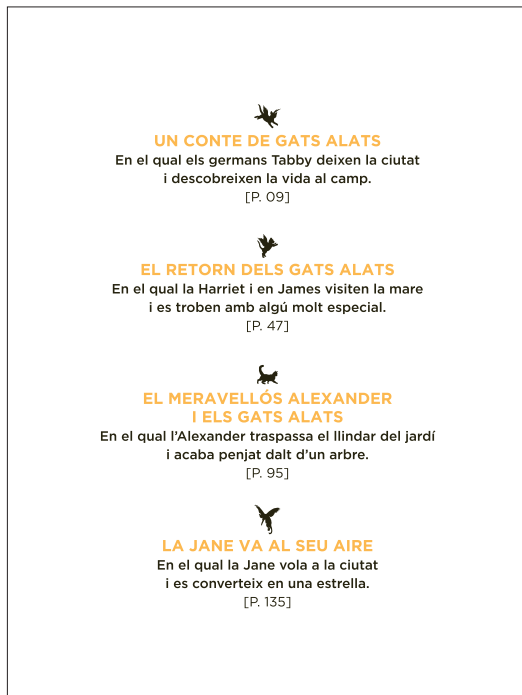 UN CONTE DE GATS ALATS
En el qual els germans Tabby deixen la ciutat
i descobreixen la vida al camp.
[P. 09]
EL RETORN DELS GATS ALATS
En el qual la Harriet i en James visiten la mare
i es troben amb algú molt especial.
[P. 47]
EL MERAVELLÓS ALEXANDER
I ELS GATS ALATS
En el qual l’Alexander traspassa el llindar del jardí
i acaba penjat dalt d’un arbre.
[P. 95]
LA JANE VA AL SEU AIRE
En el qual la Jane vola a la ciutat
i es converteix en una estrella.
[P. 135]